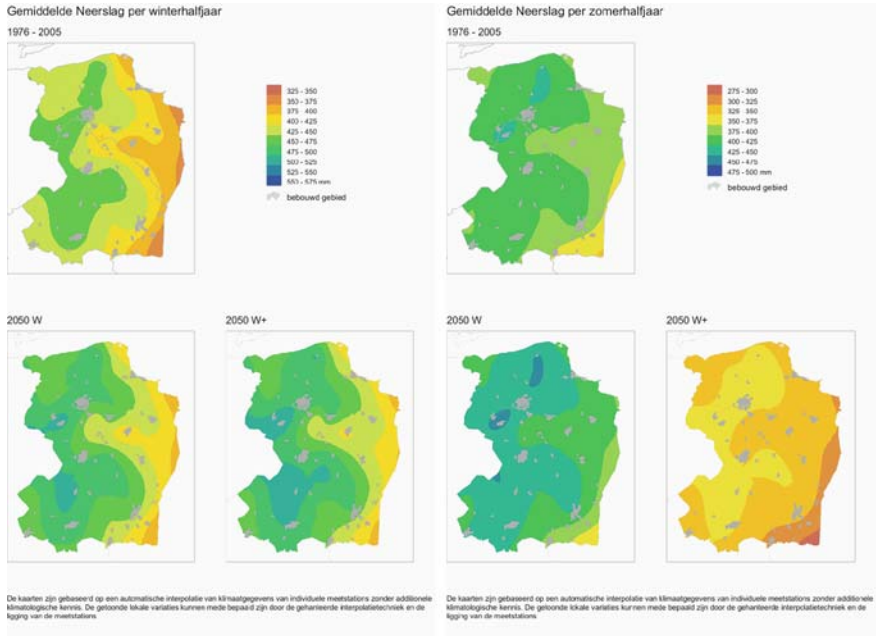 Gemiddelde Neerslag per winterhalfjaar
1976 - 2005
325 - 350
350 - 375
375 - 400
400 - 425
425 - 450
450 - 475
475 - 500
500 - 525
525 - 550
550 - 575 mm
bebouwd gebied
2050 W
2050 W+
De kaarten zijn gebaseerd op een automatische interpolatie van klimaatgegevens van individuele meetstations zonder additionele
klimatologische kennis. De getoonde lokale variaties kunnen mede bepaald zijn door de gehanteerde interpolatietechniek en de
ligging van de meetstations
Gemiddelde Neerslag per zomerhalfjaar
1976 - 2005
275 - 300
300 - 325
325 - 350
350 - 375
375 - 400
400 - 425
425 - 450
450 - 475
475 - 500 mm
bebouwd gebied
2050 W
2050 W+
De kaarten zijn gebaseerd op een automatische interpolatie van klimaatgegevens van individuele meetstations zonder additionele
klimatologische kennis. De getoonde lokale variaties kunnen mede bepaald zijn door de gehanteerde interpolatietechniek en de
ligging van de meetstations